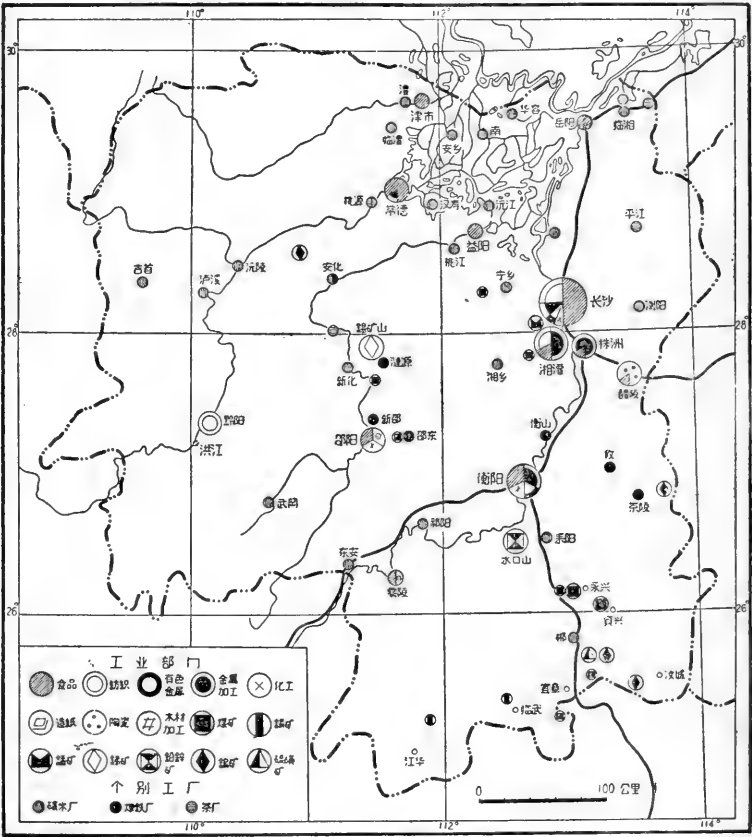 110°
112°
114°
30°
30°
澧
津市
临澧
安乡
南
华容
岳阳
临湘
桃源
常德
汉寿
沅江
益阳
桃江
平江
吉首
泸溪
沅陵
安化
宁乡
长沙
浏阳
28°
28°
锡矿山
涟源
新化
湘乡
湘潭
株洲
醴陵
黔阳
洪江
新邵
邵阳
邵东
衡山
攸
茶陵
武冈
衡阳
祁阳
耒阳
水口山
东安
零陵
永兴
资兴
26°
26°
郴
宜章
汝城
临武
江华
工业部门
食品
纺织
有色金属
金属加工
化工
造纸
陶瓷
木材加工
煤矿
锰矿
锑矿
铅锌矿
钨矿
个别工厂
碾米厂
炼铁厂
茶厂
0 100 公里
110°
112°
114°